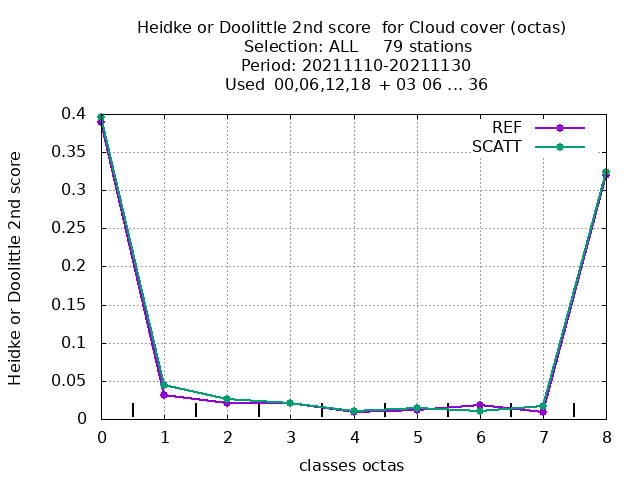 Heidke or Doolittle 2nd score  for Cloud cover (octas)
Selection: ALL     79 stations
Period: 20211110-20211130
Used  00,06,12,18 + 03 06 ... 36
REF
SCATT
Heidke or Doolittle 2nd score
0.4
0.35
0.3
0.25
0.2
0.15
0.1
0.05
0
0 1 2 3 4 5 6 7 8
classes octas